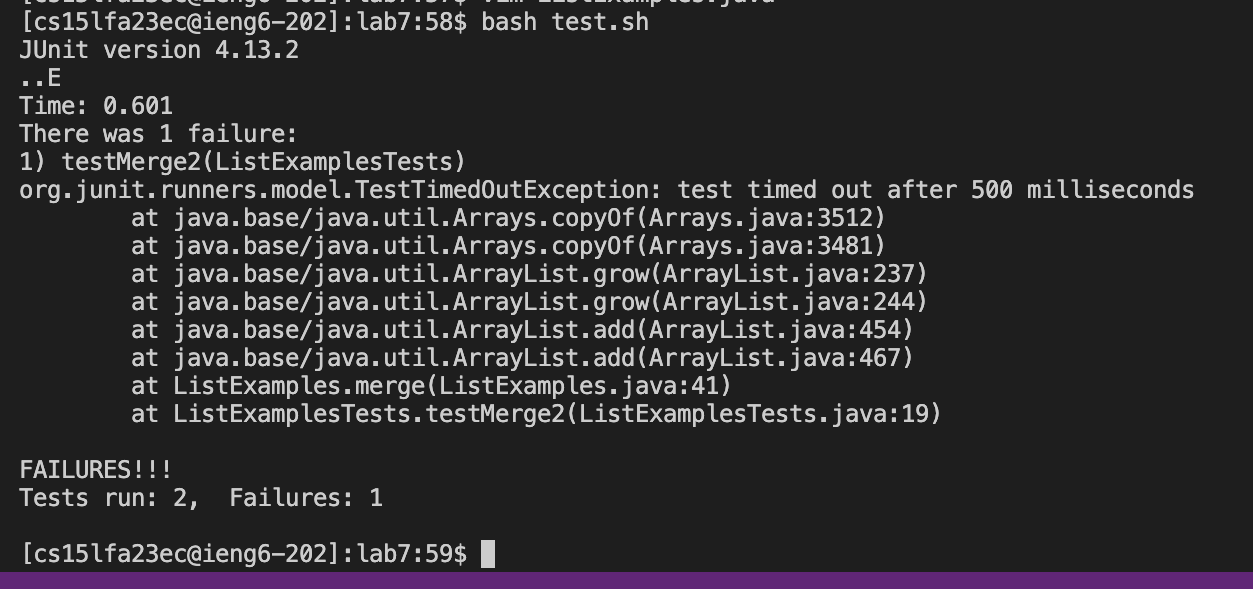 [cs15lfa23ec@ieng6-202]:lab7:58$ bash test.sh
JUnit version 4.13.2
..E
Time: 0.601
There was 1 failure:
1) testMerge2(ListExamplesTests)
org.junit.runners.model.TestTimedOutException: test timed out after 500 milliseconds
        at java.base/java.util.Arrays.copyOf(Arrays.java:3512)
        at java.base/java.util.Arrays.copyOf(Arrays.java:3481)
        at java.base/java.util.ArrayList.grow(ArrayList.java:237)
        at java.base/java.util.ArrayList.grow(ArrayList.java:244)
        at java.base/java.util.ArrayList.add(ArrayList.java:454)
        at java.base/java.util.ArrayList.add(ArrayList.java:467)
        at ListExamples.merge(ListExamples.java:41)
        at ListExamplesTests.testMerge2(ListExamplesTests.java:19)
FAILURES!!!
Tests run: 2,  Failures: 1
[cs15lfa23ec@ieng6-202]:lab7:59$